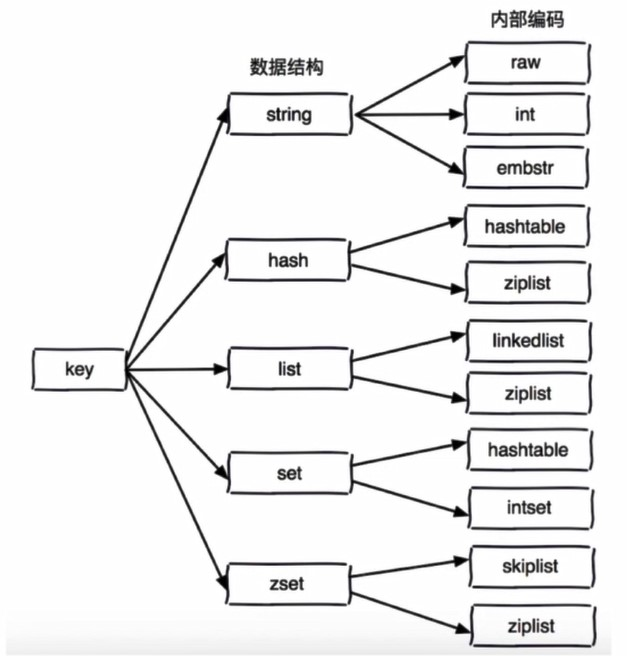 内部编码
数据结构
raw
string
int
embstr
hashtable
hash
ziplist
linkedlist
key
list
ziplist
hashtable
set
intset
skiplist
zset
ziplist